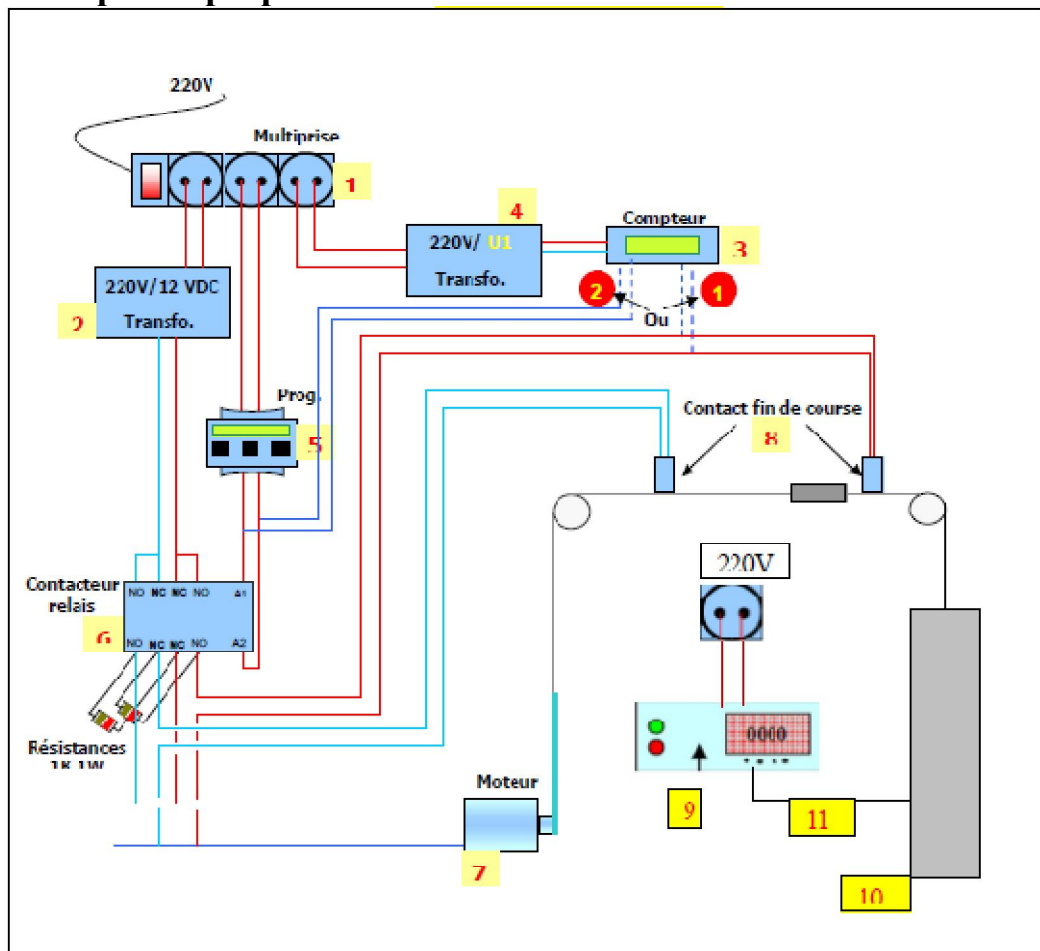 220V
Multiprise
1
4
Compteur
220V/ U1
Transfo.
3
220V/12 VDC
Transfo.
2
2
1
Ou
Prog.
5
Contact fin de course
8
220V
Contacteur
relais
NO NC NC NO A1
6
NO NC NC NO A2
0000
Résistances
1K 1W
Moteur
9
11
7
10